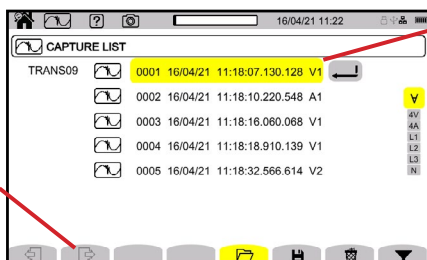 ? 16/04/21 11:22
CAPTURE LIST
TRANS09 0001 16/04/21 11:18:07.130.128 V1
0002 16/04/21 11:18:10.220.548 A1
0003 16/04/21 11:18:16.060.068 V1
0004 16/04/21 11:18:18.910.139 V1
0005 16/04/21 11:18:32.566.614 V2
∀
4V
4A
L1
L2
L3
N